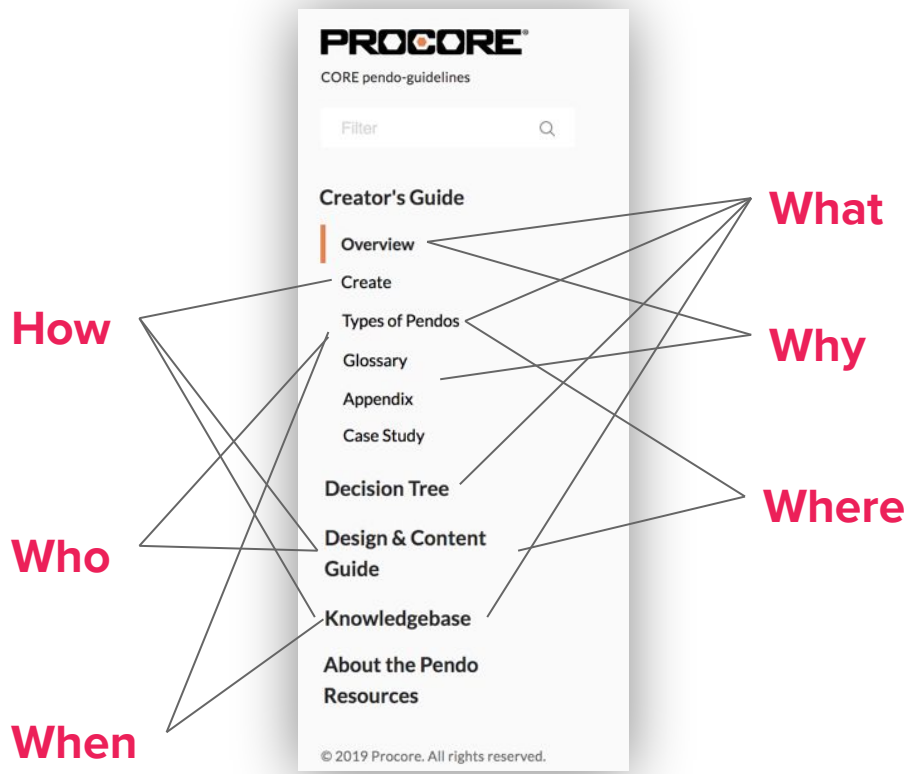 PROCORE®
CORE pendo-guidelines
Filter
Creator's Guide
Overview
Create
Types of Pendos
Glossary
Appendix
Case Study
Decision Tree
Design & Content
Guide
Knowledgebase
About the Pendo
Resources
© 2019 Procore. All rights reserved.
How
Who
When
What
Why
Where